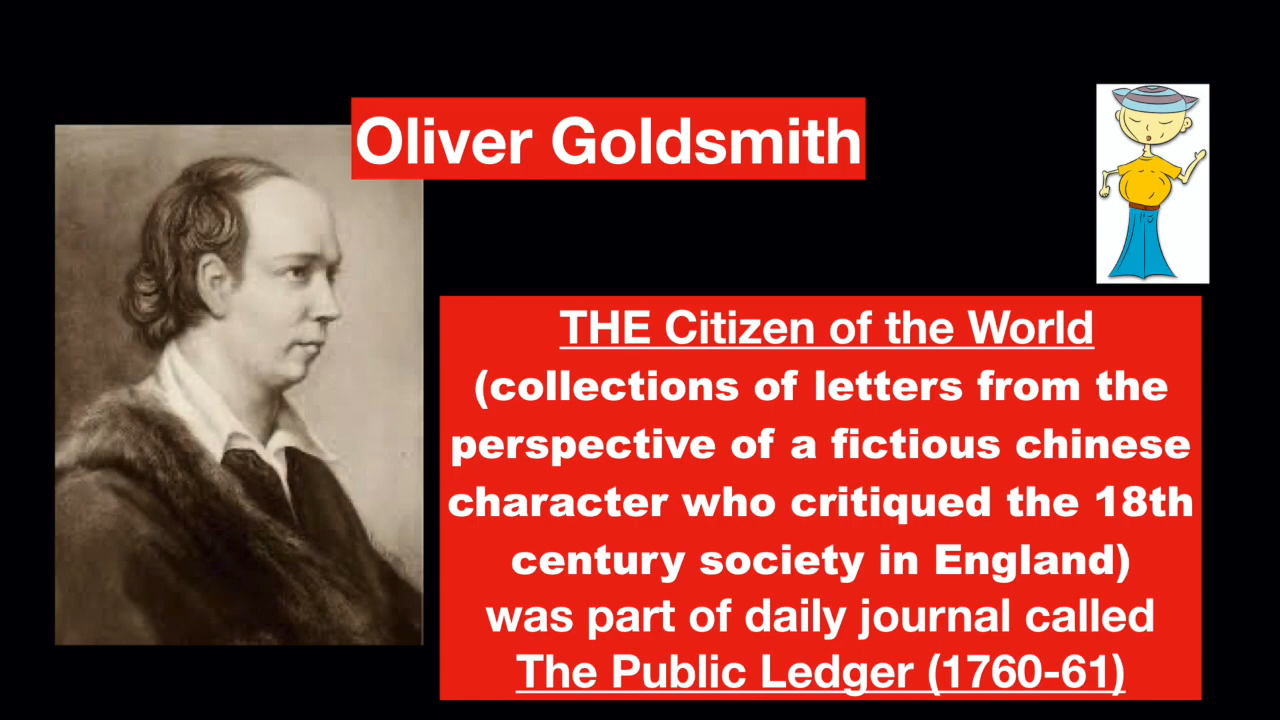 Oliver Goldsmith
THE Citizen of the World
(collections of letters from the
perspective of a fictious chinese
character who critiqued the 18th
century society in England)
was part of daily journal called
The Public Ledger (1760-61)